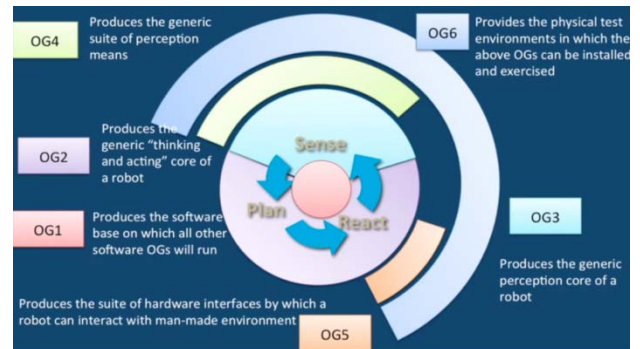 OG4
Produces the generic
suite of perception
means
OG6
Provides the physical test
environments in which the
above OGs can be installed
and exercised
OG2
Produces the
generic “thinking
and acting” core of
a robot
Sense
Plan
React
OG1
Produces the software
base on which all other
software OGs will run
OG3
Produces the generic
perception core of a
robot
Produces the suite of hardware interfaces by which a
robot can interact with man-made environment
OG5